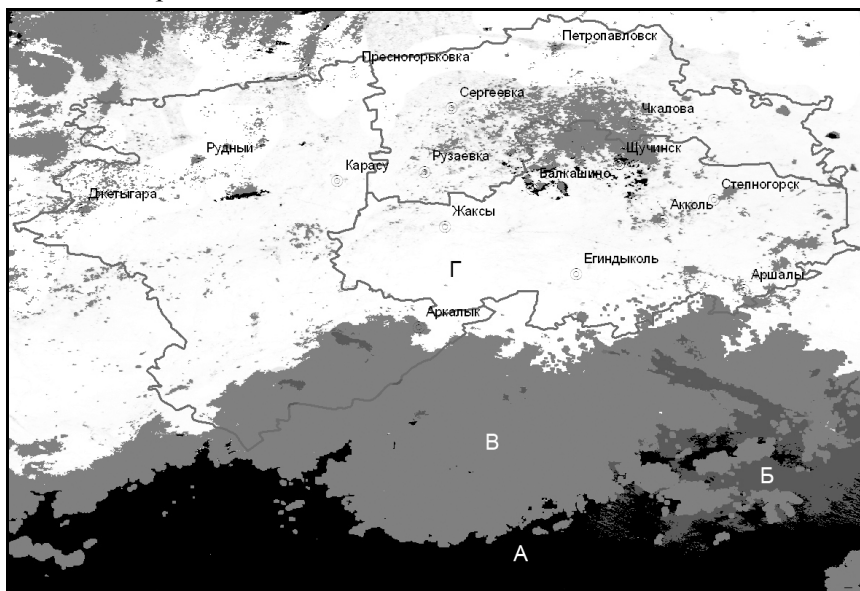 Петропавловск
Пресногорьковка
Сергеевка
Чкалова
Рудный
Щучинск
Карасу
Рузаевка
Валкашино
Джетыгара
Степногорск
Жаксы
Акколь
Г
Егиндыколь
Аршалы
Аркалык
В
Б
А